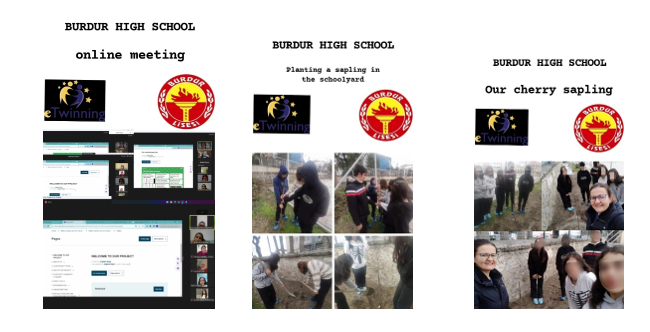 BURDUR HIGH SCHOOL
online meeting
eTwinning
BURDUR
LİSESİ
Pages
WELCOME TO OUR PROJECT
BURDUR HIGH SCHOOL
Planting a sapling in
the schoolyard
eTwinning
BURDUR
LİSESİ
BURDUR HIGH SCHOOL
Our cherry sapling
eTwinning
BURDUR
LİSESİ